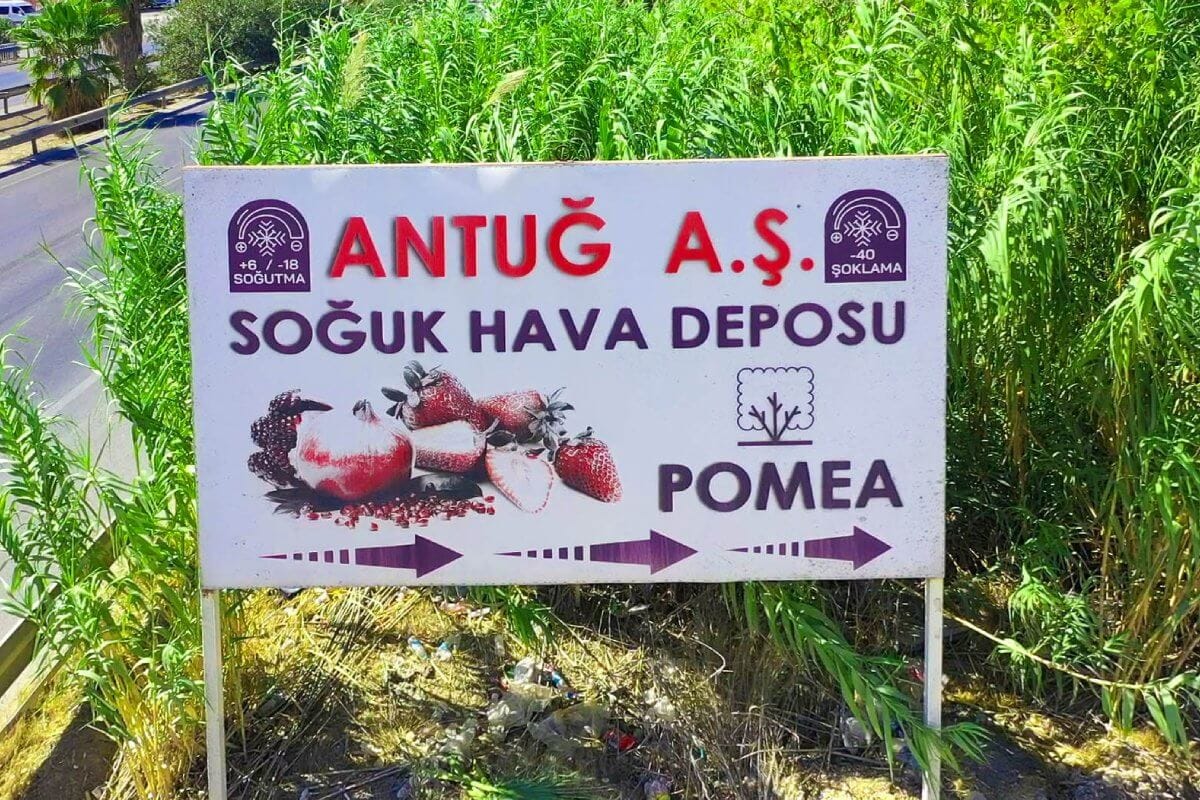 +6 / -18
SOĞUTMA
ANTUĞ A.Ş.
-40
ŞOKLAMA
SOĞUK HAVA DEPOSU
POMEA